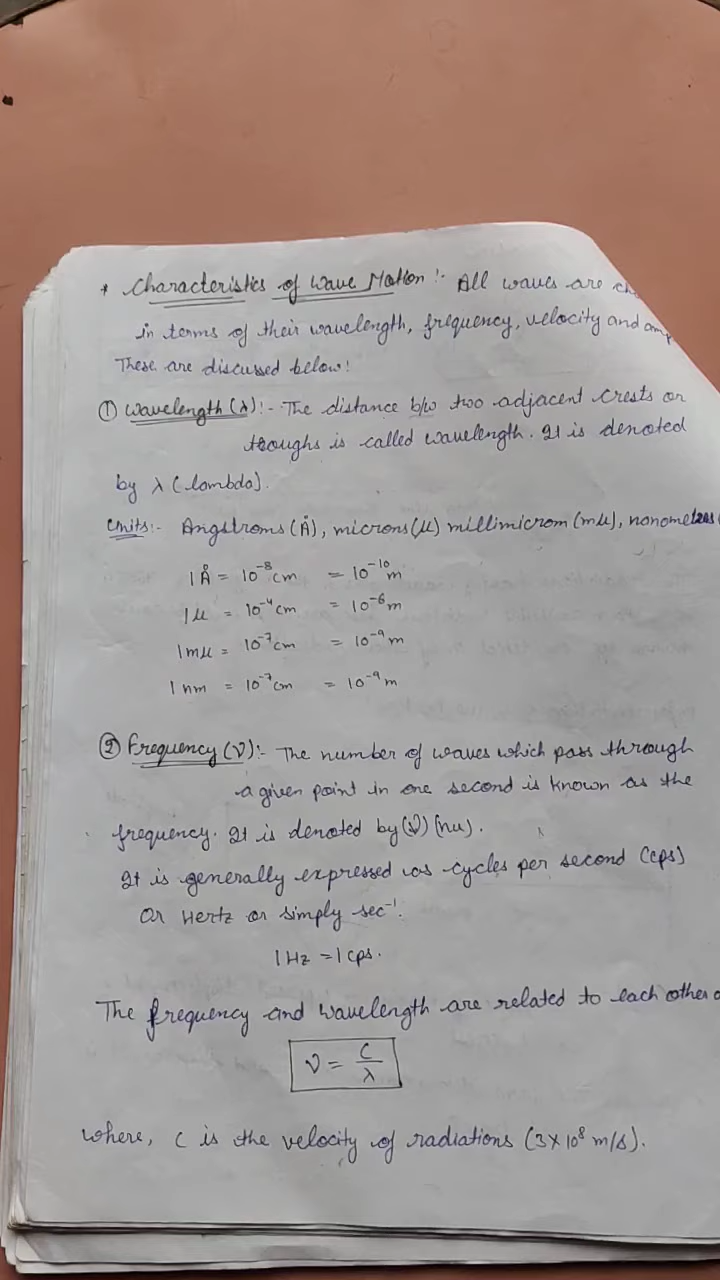 * Characteristics of Wave Motion :- All waves are
in terms of their wavelength, frequency, velocity and amp
These are discussed below:
① Wavelength (λ) :- The distance b/w two adjacent crests or
troughs is called wavelength. It is denoted
by λ (lambda).
Units :- Angstroms (Å), microns (μ) millimicrom (mμ), nonometers
1 Å = 10⁻⁸ cm = 10⁻¹⁰ m
1 μ = 10⁻⁴ cm = 10⁻⁶ m
1 mμ = 10⁻⁷ cm = 10⁻⁹ m
1 nm = 10⁻⁷ cm = 10⁻⁹ m
② Frequency (ν) :- The number of waves which pass through
a given point in one second is known as the
frequency. It is denoted by (ν) (nu).
It is generally expressed as cycles per second (cps)
or Hertz or simply sec⁻¹.
1 Hz = 1 cps.
The frequency and wavelength are related to each other
ν = c/λ
where, c is the velocity of radiations (3×10⁸ m/s).